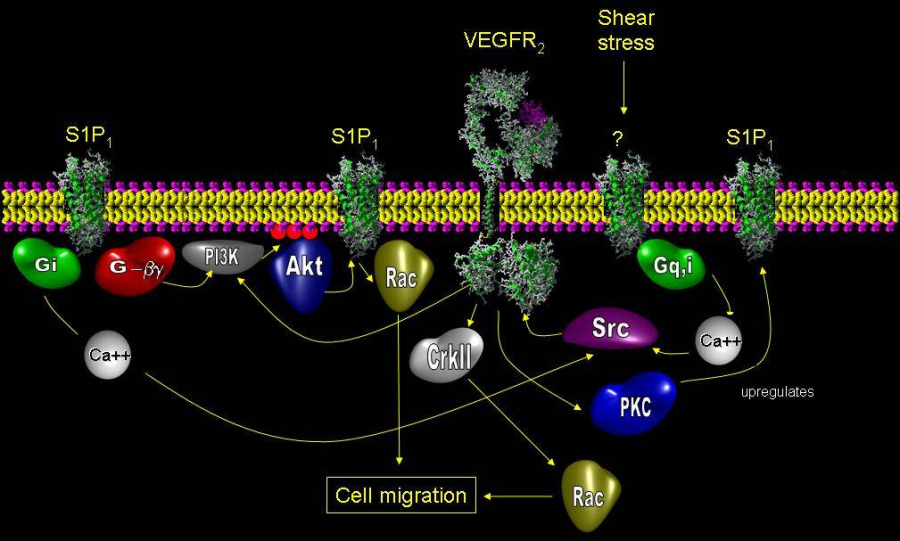 Shear
stress
VEGFR₂
S1P₁
S1P₁
?
S1P₁
Gi
G-βγ
PI3K
Akt
Rac
Gq,i
Src
Ca++
Ca++
CrkII
PKC
upregulates
Cell migration
Rac